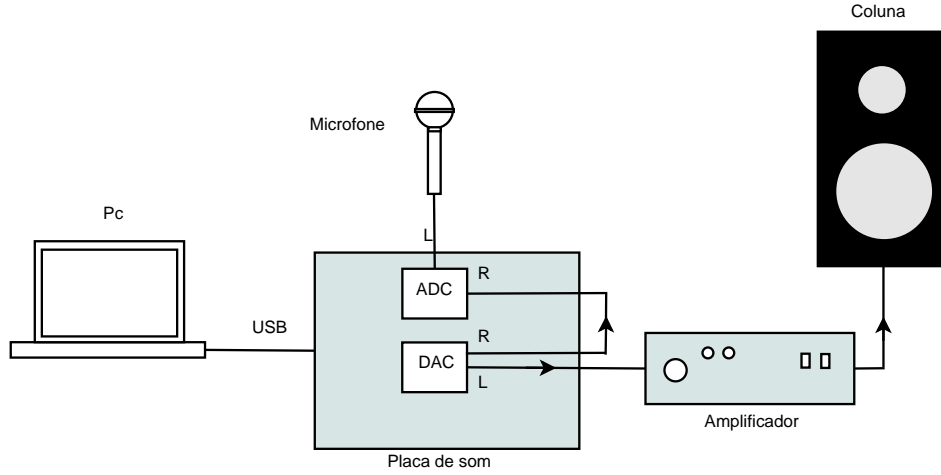 Coluna
Microfone
Pc
L
ADC
R
USB
R
DAC
L
Amplificador
Placa de som